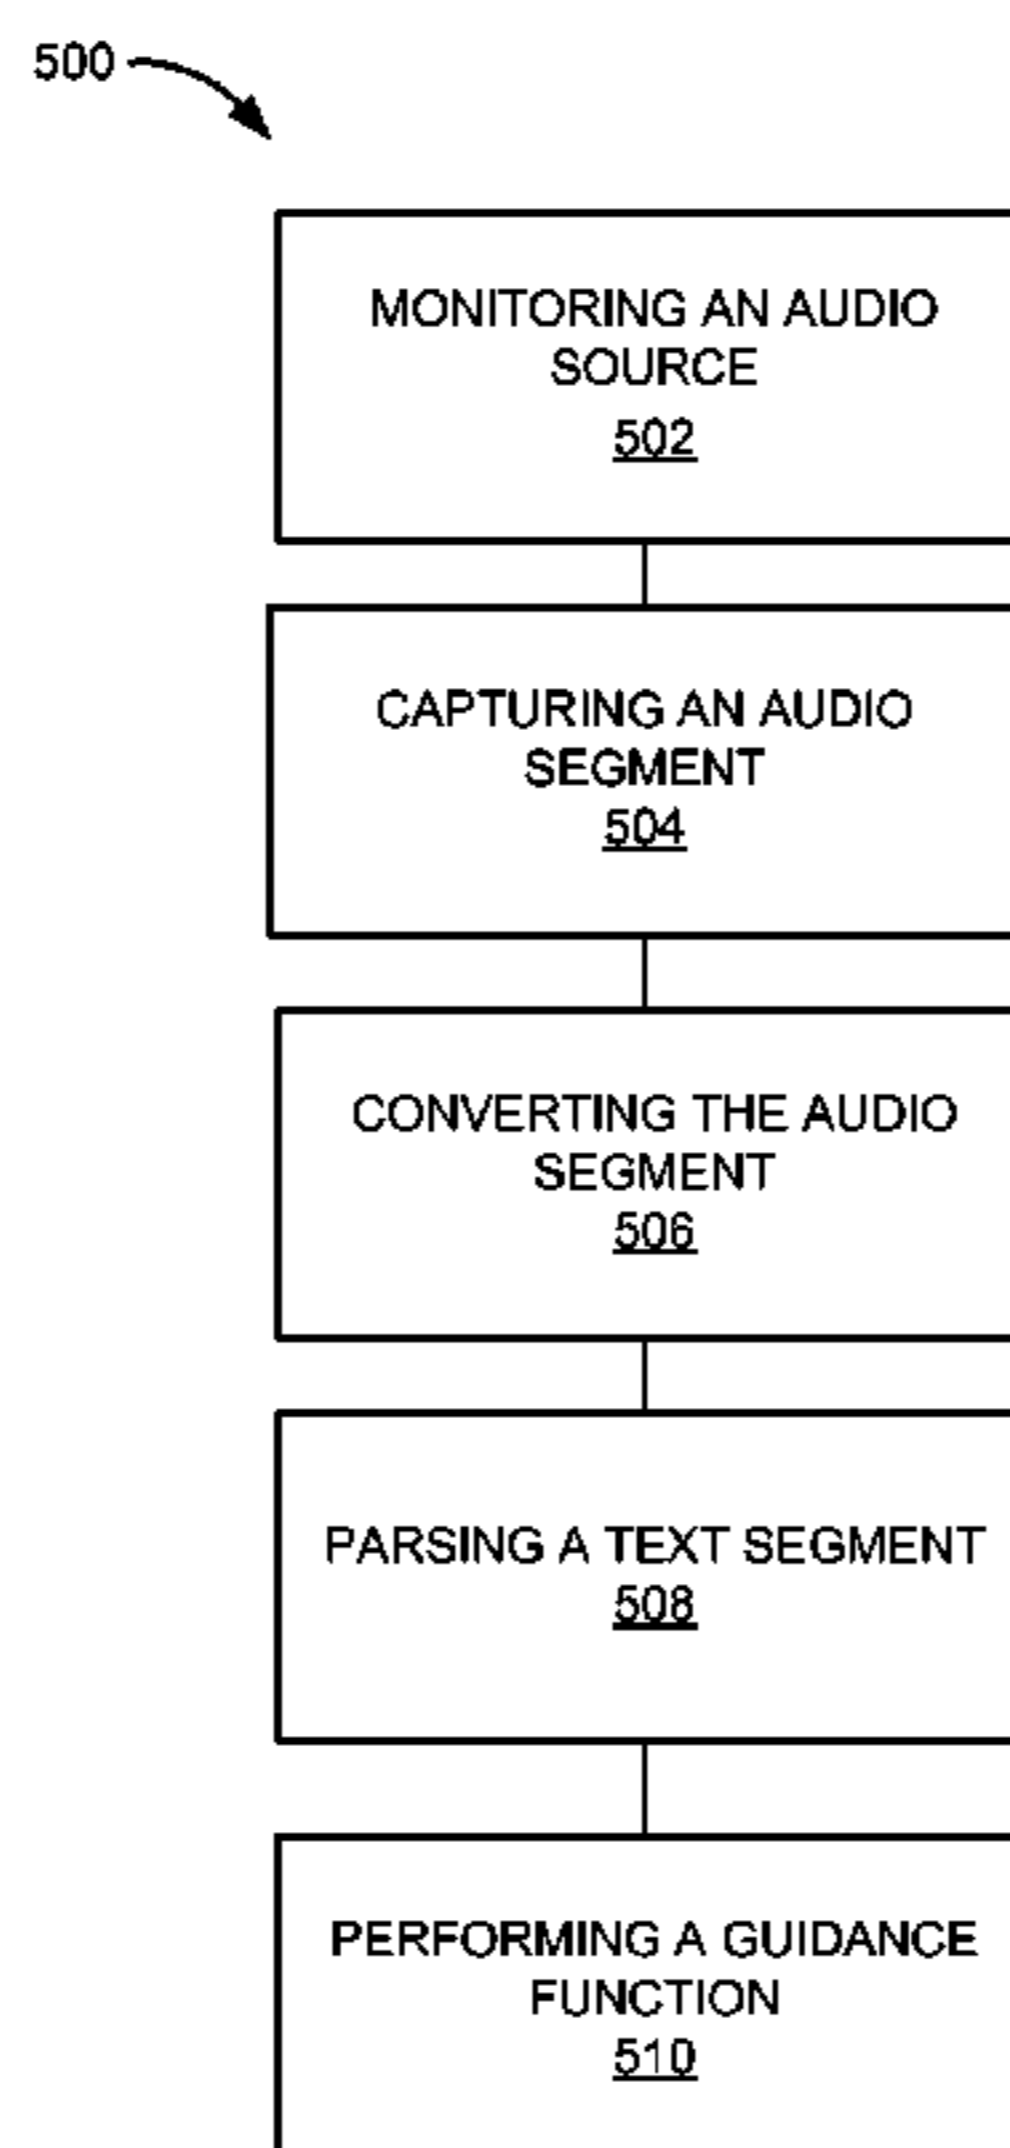 500
MONITORING AN AUDIO
SOURCE
502
CAPTURING AN AUDIO
SEGMENT
504
CONVERTING THE AUDIO
SEGMENT
506
PARSING A TEXT SEGMENT
508
PERFORMING A GUIDANCE
FUNCTION
510